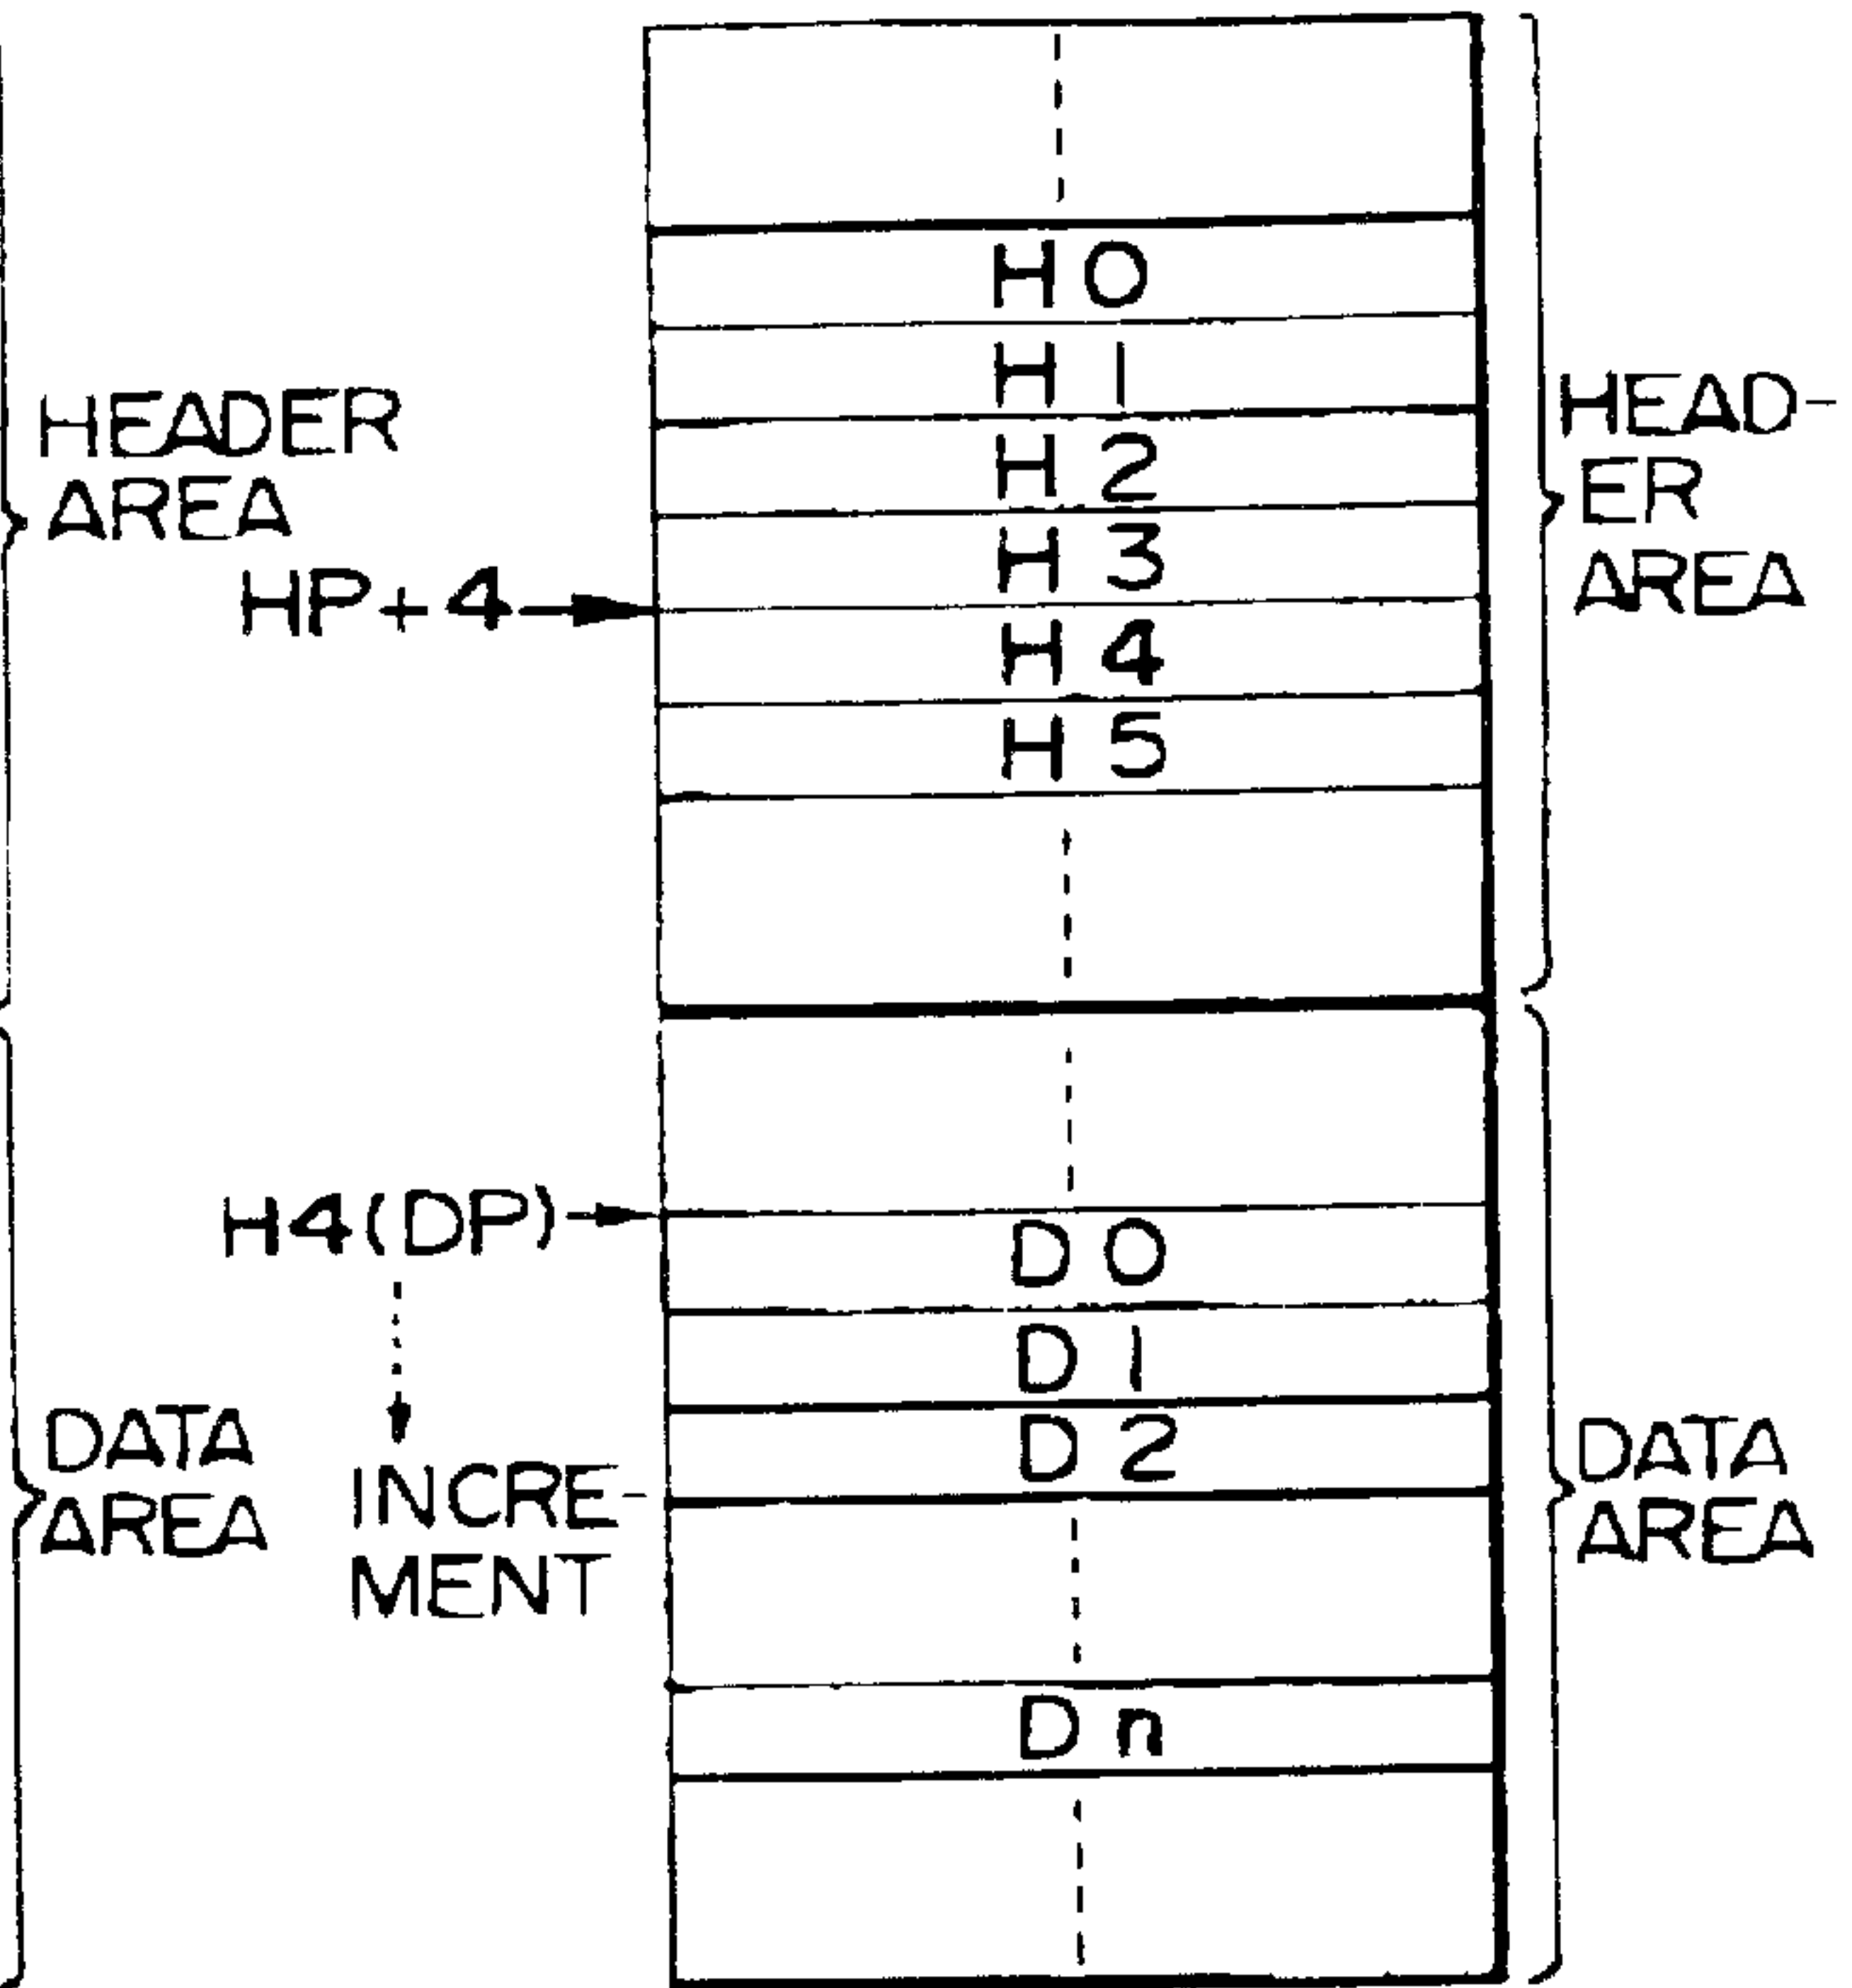 H0
H1
HEADER
AREA
HEAD-
ER
AREA
H2
H3
HP+4
H4
H5
H4(DP)
D0
D1
D2
DATA
AREA
INCRE-
MENT
DATA
AREA
Dn